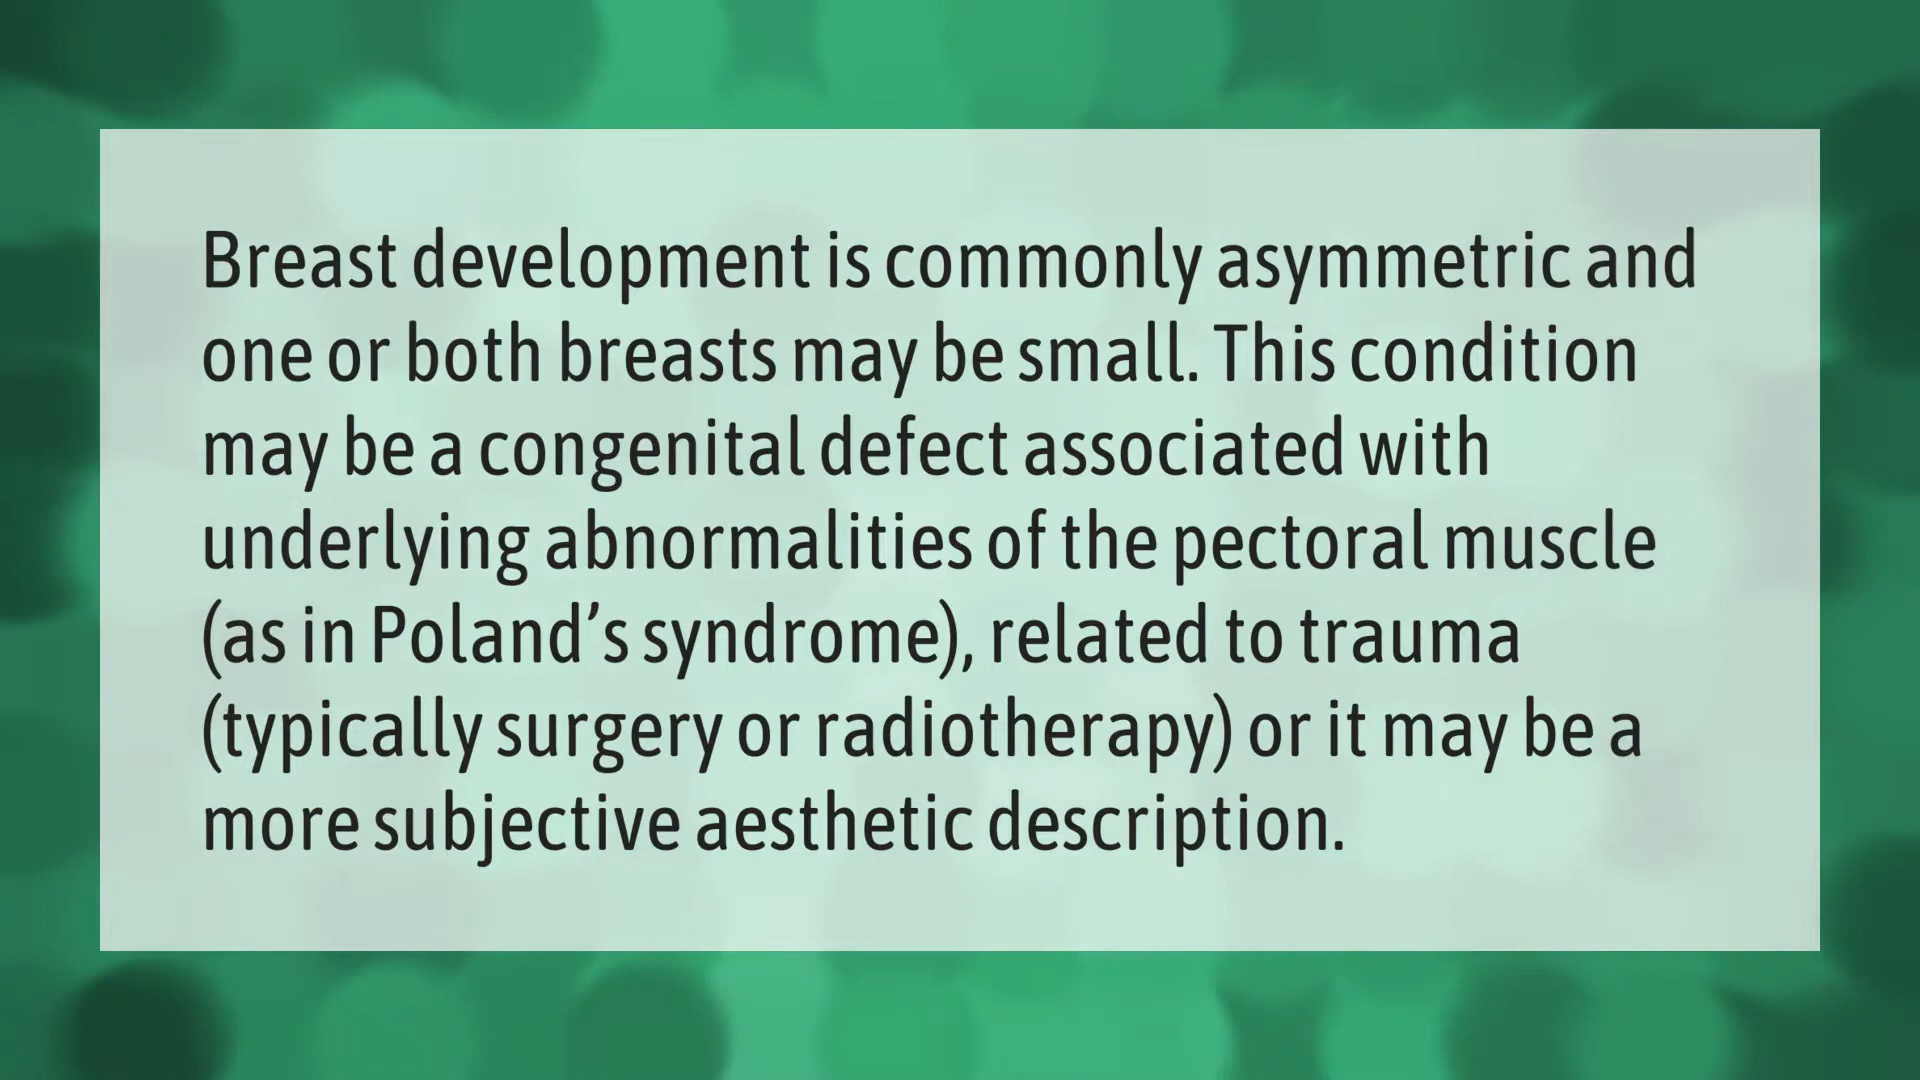 Breast development is commonly asymmetric and
one or both breasts may be small. This condition
may be a congenital defect associated with
underlying abnormalities of the pectoral muscle
(as in Poland’s syndrome), related to trauma
(typically surgery or radiotherapy) or it may be a
more subjective aesthetic description.